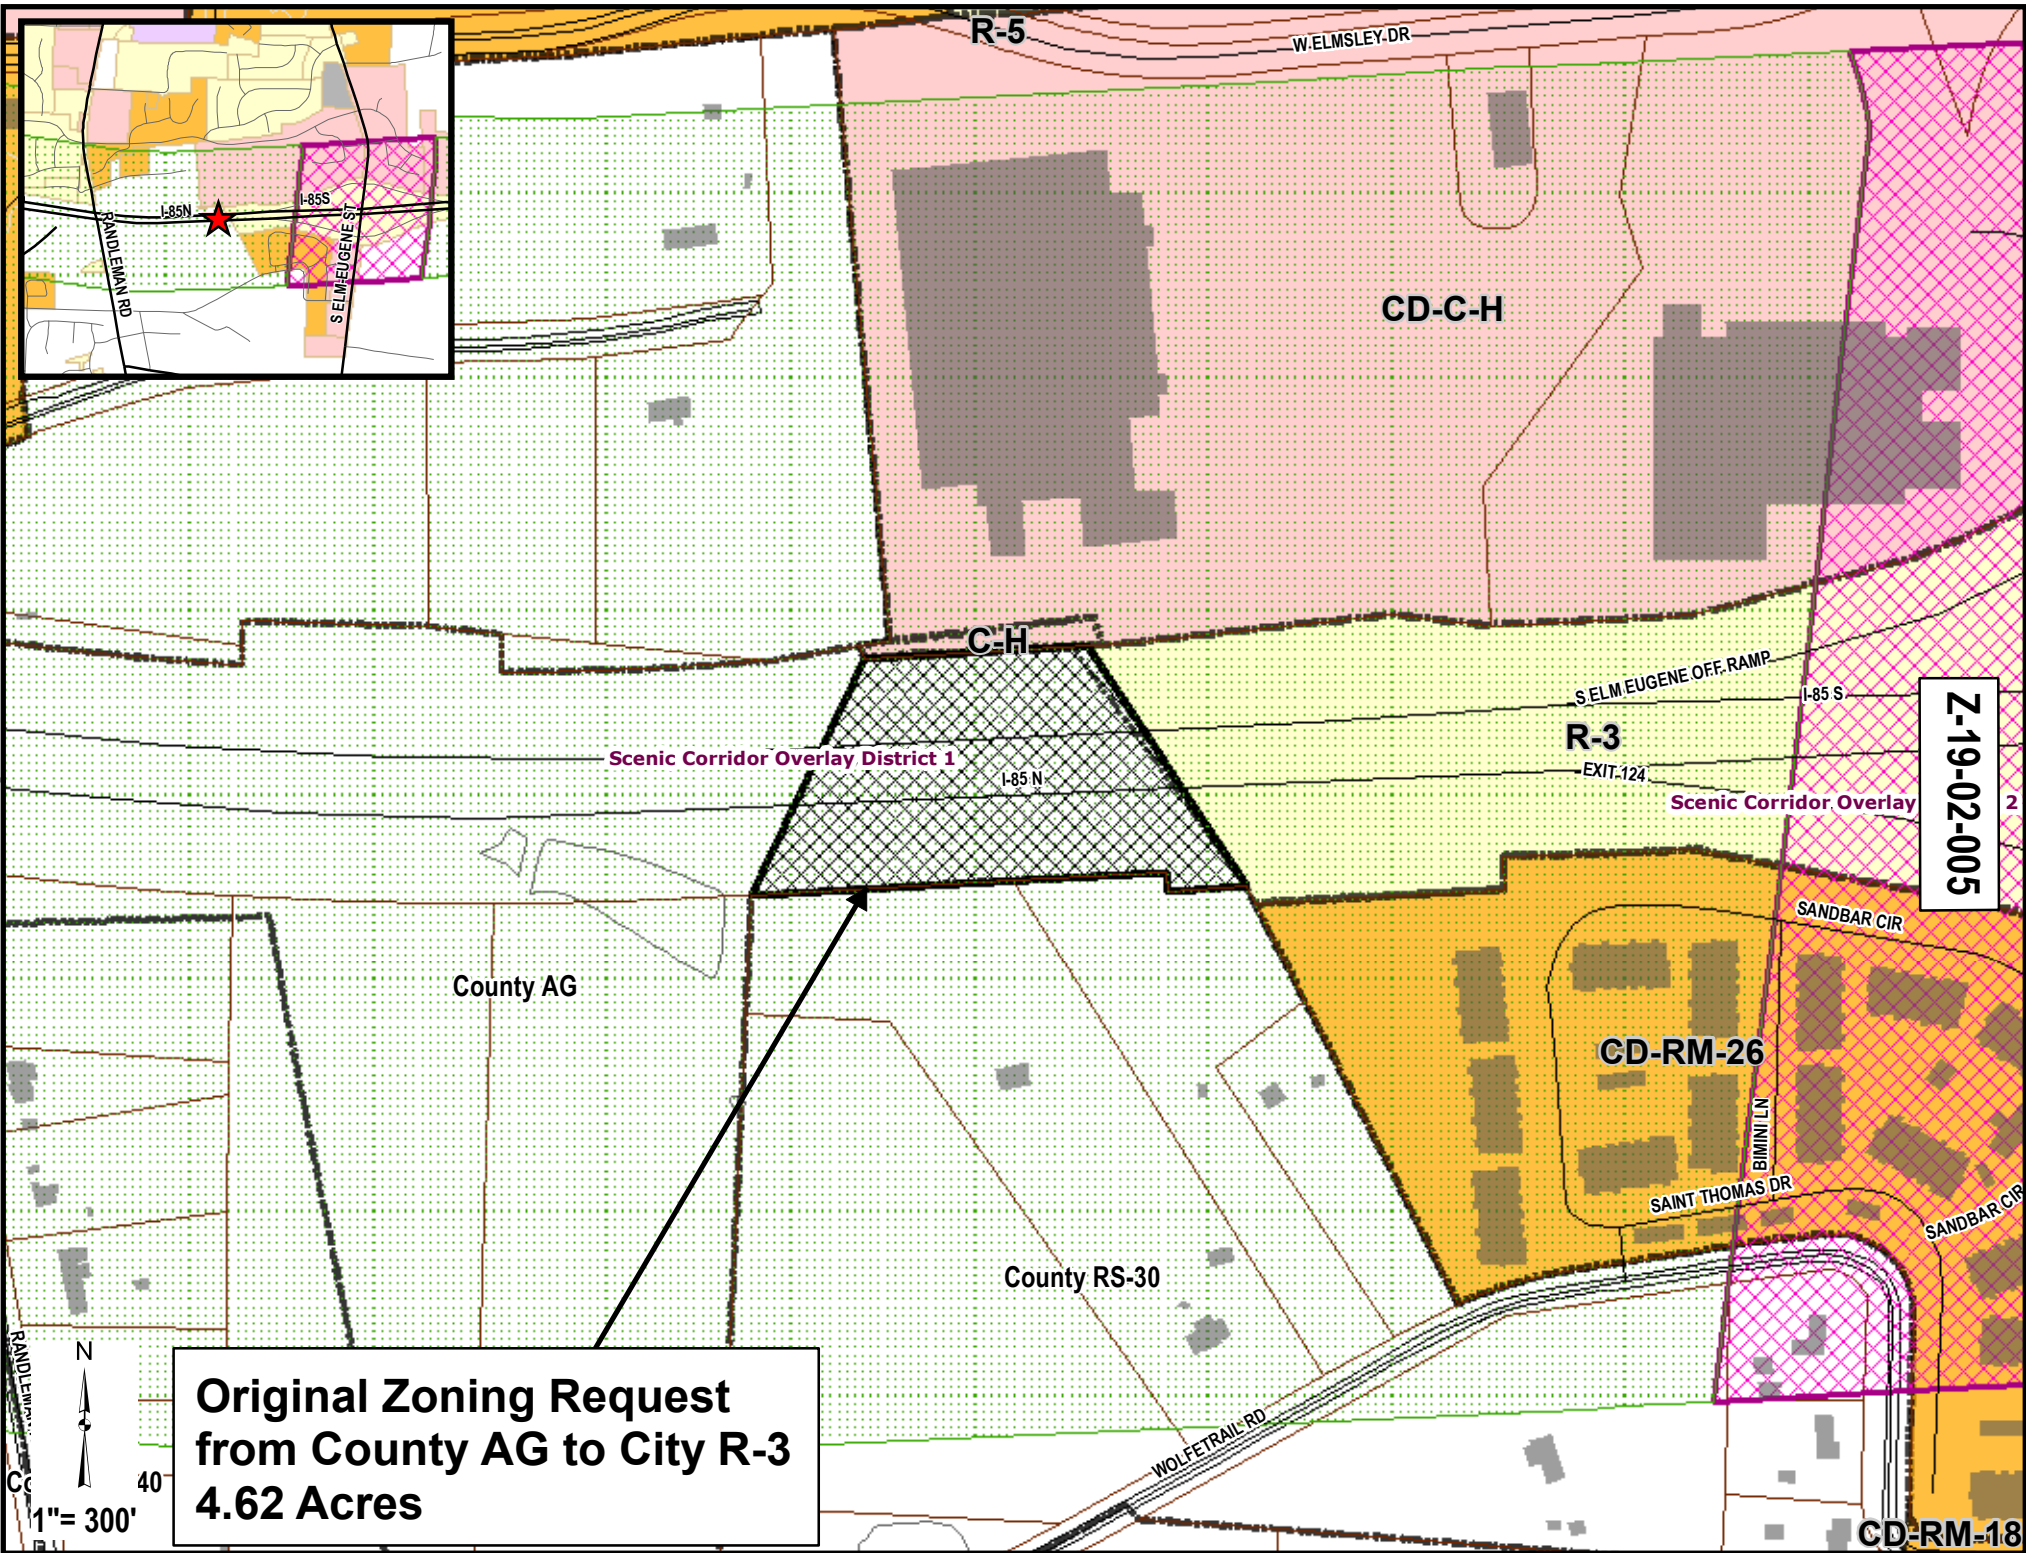 R-5
W ELMSLEY DR
I-85N
I-85S
RANDLEMAN RD
S ELM-EUGENE ST
CD-C-H
C-H
S ELM EUGENE OFF RAMP
I-85 S
R-3
Scenic Corridor Overlay District 1
I-85 N
EXIT 124
Scenic Corridor Overlay
2
Z-19-02-005
SANDBAR CIR
County AG
CD-RM-26
BIMINI LN
SAINT THOMAS DR
SANDBAR CIR
County RS-30
N
Original Zoning Request
from County AG to City R-3
4.62 Acres
WOLFETRAIL RD
40
1"= 300'
CD-RM-18